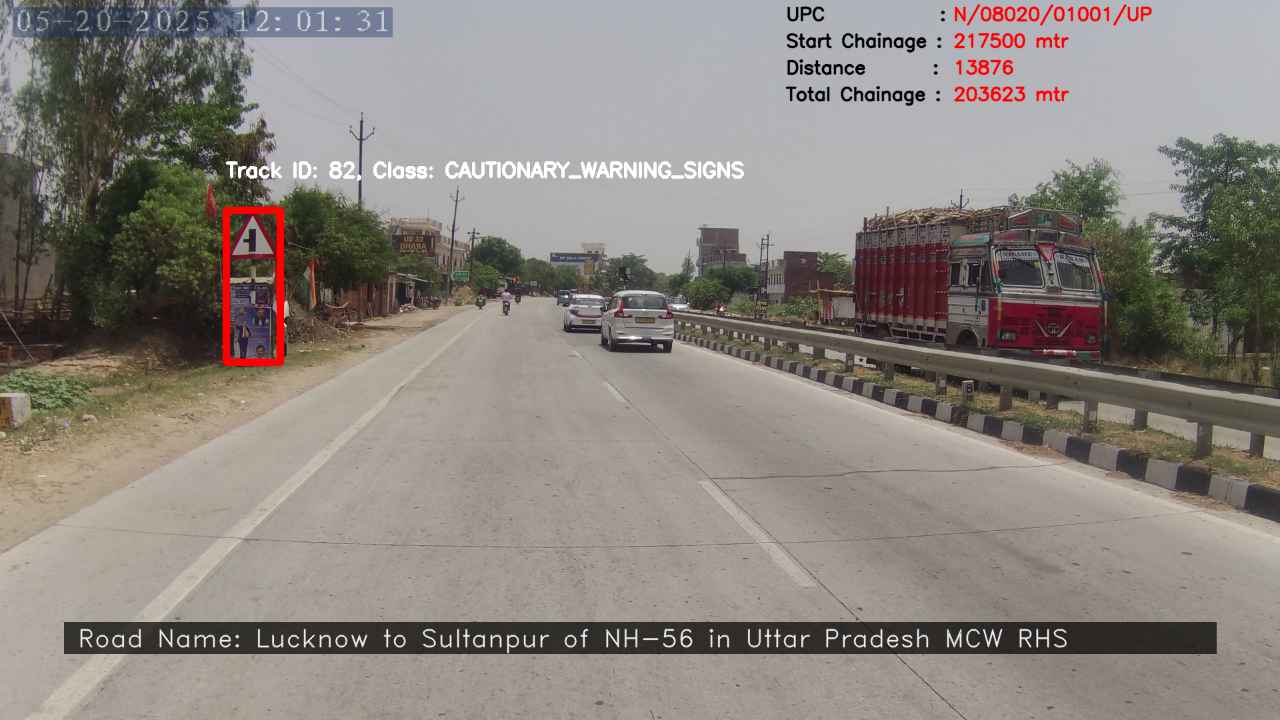 05-20-2025 12:01:31
UPC : N/08020/01001/UP
Start Chainage : 217500 mtr
Distance : 13876
Total Chainage : 203623 mtr
Track ID: 82, Class: CAUTIONARY_WARNING_SIGNS
DHABA
Road Name: Lucknow to Sultanpur of NH-56 in Uttar Pradesh MCW RHS